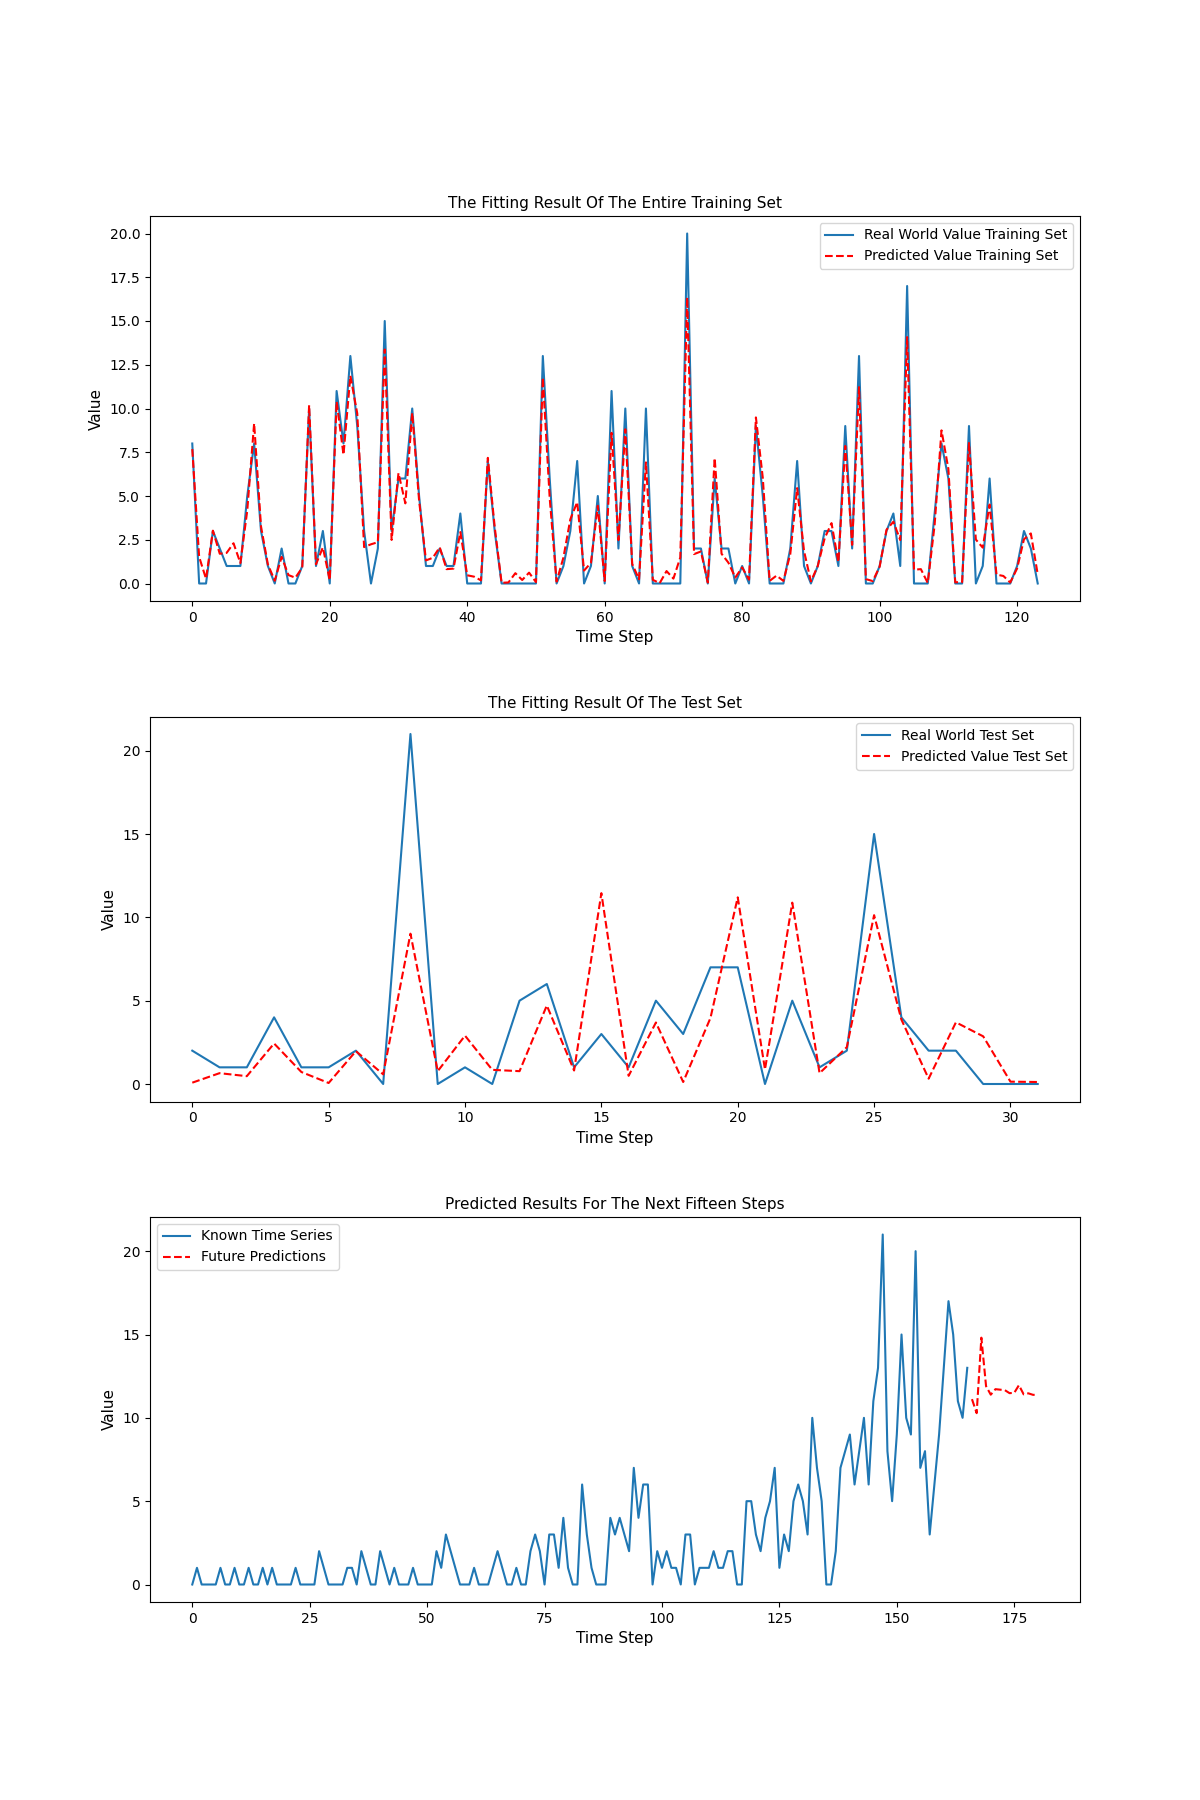 The Fitting Result Of The Entire Training Set
Real World Value Training Set
Predicted Value Training Set
20.0
17.5
15.0
12.5
10.0
7.5
5.0
2.5
0.0
Value
0 20 40 60 80 100 120
Time Step
The Fitting Result Of The Test Set
Real World Test Set
Predicted Value Test Set
20
15
10
5
0
Value
0 5 10 15 20 25 30
Time Step
Predicted Results For The Next Fifteen Steps
Known Time Series
Future Predictions
20
15
10
5
0
Value
0 25 50 75 100 125 150 175
Time Step